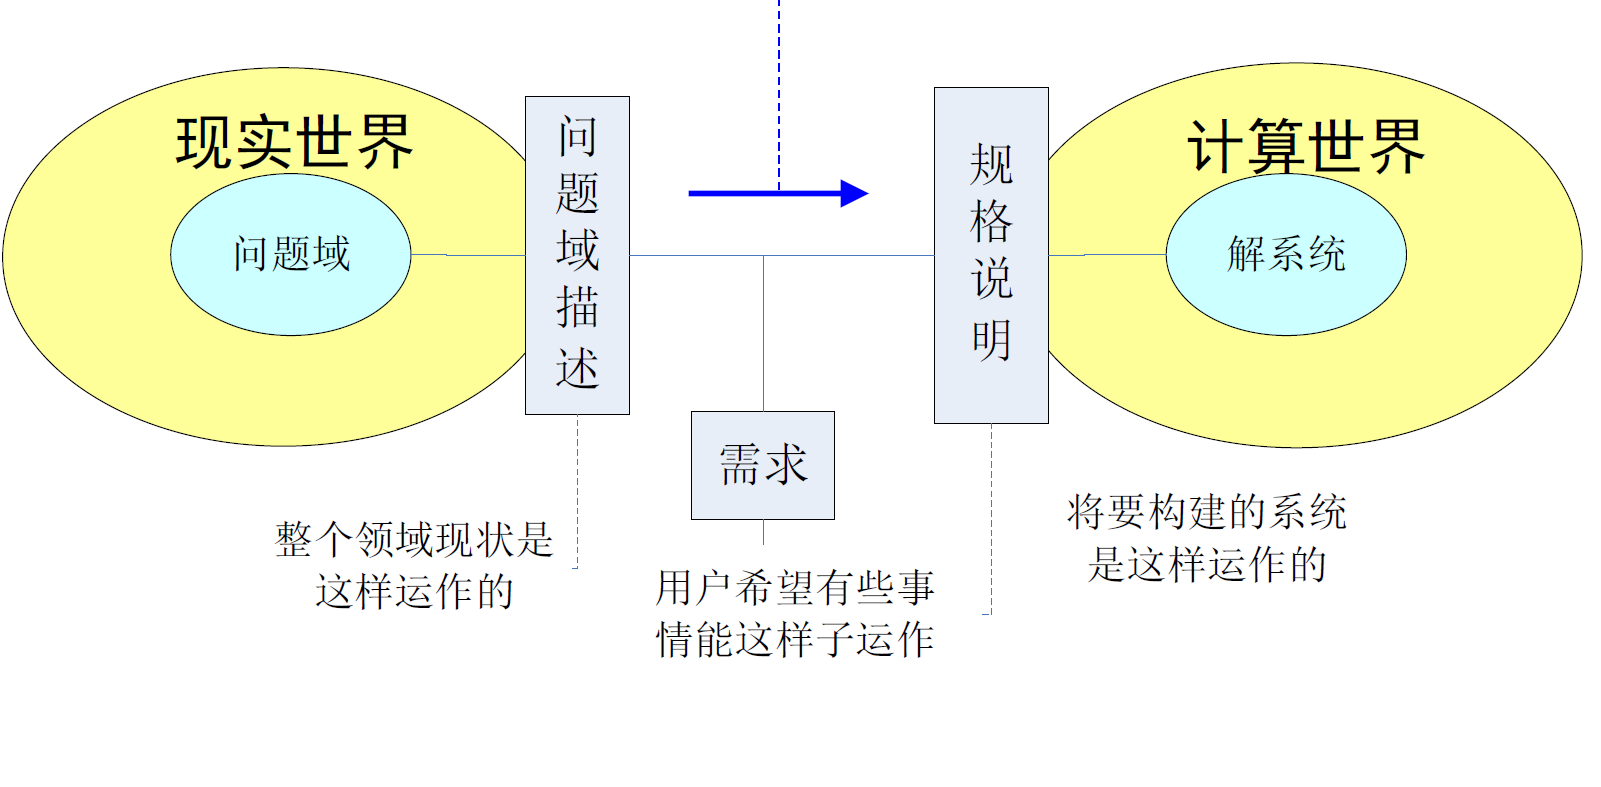 现实世界
问题域
问题域描述
规格说明
计算世界
解系统
需求
整个领域现状是
这样运作的
用户希望有些事
情能这样子运作
将要构建的系统
是这样运作的